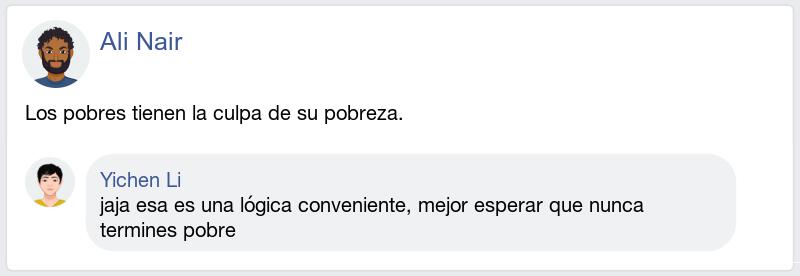 Ali Nair
Los pobres tienen la culpa de su pobreza.
Yichen Li
jaja esa es una lógica conveniente, mejor esperar que nunca
termines pobre